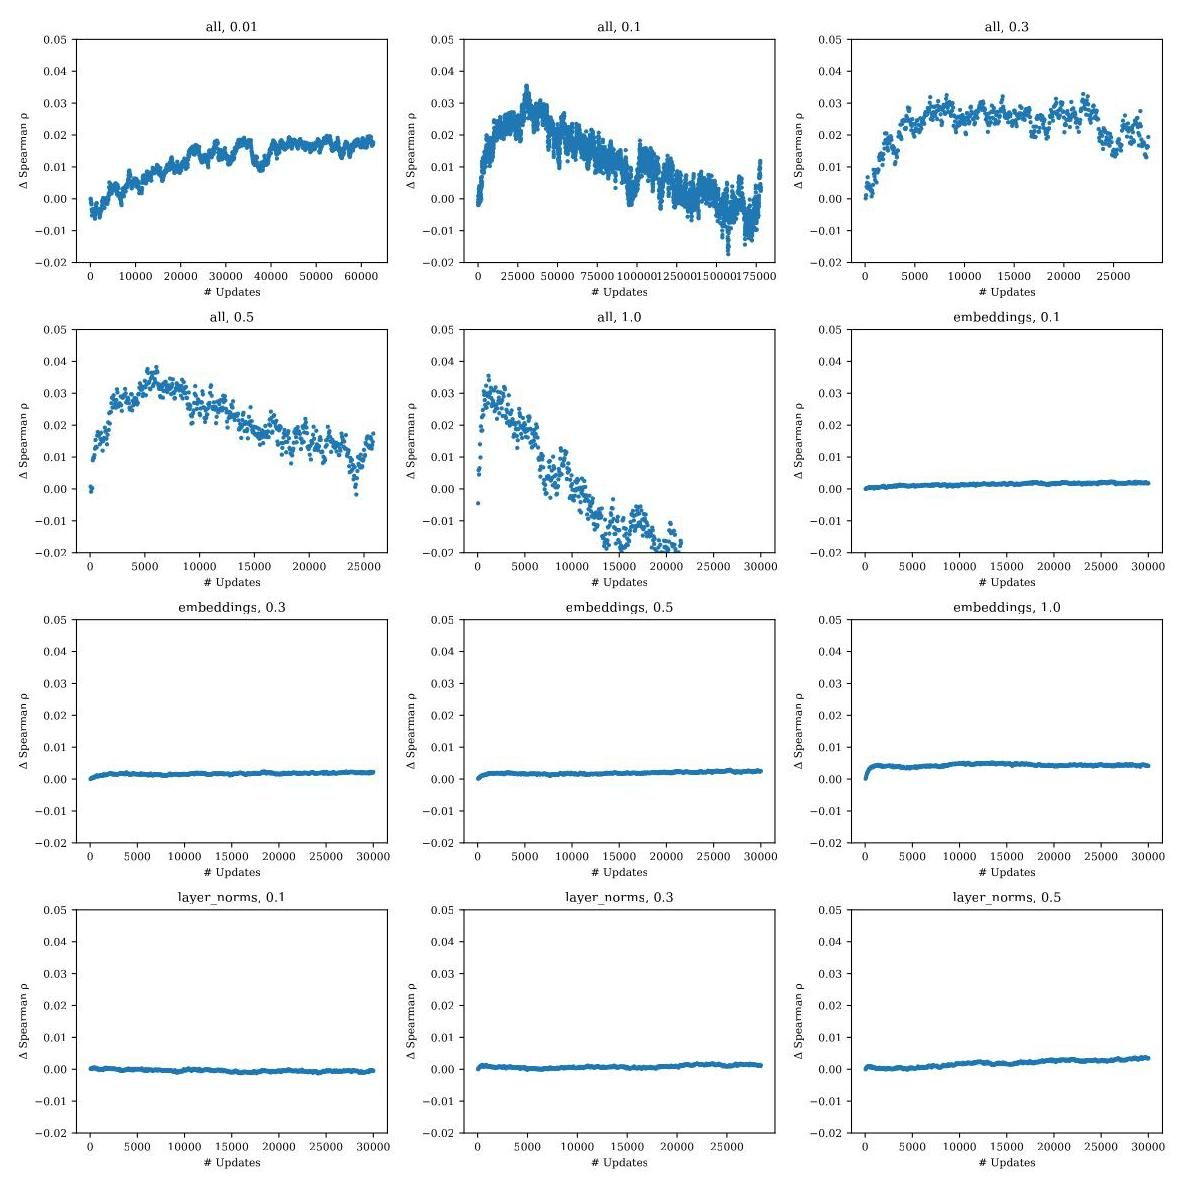 all, 0.01
all, 0.1
all, 0.3
0.05
0.04
0.03
0.02
0.01
0.00
−0.01
−0.02
Δ Spearman ρ
0 10000 20000 30000 40000 50000 60000
# Updates
0.05
0.04
0.03
0.02
0.01
0.00
−0.01
−0.02
Δ Spearman ρ
0 25000 50000 75000 100000 125000 150000 175000
# Updates
0.05
0.04
0.03
0.02
0.01
0.00
−0.01
−0.02
Δ Spearman ρ
0 5000 10000 15000 20000 25000
# Updates
all, 0.5
all, 1.0
embeddings, 0.1
0.05
0.04
0.03
0.02
0.01
0.00
−0.01
−0.02
Δ Spearman ρ
0 5000 10000 15000 20000 25000
# Updates
0.05
0.04
0.03
0.02
0.01
0.00
−0.01
−0.02
Δ Spearman ρ
0 5000 10000 15000 20000 25000 30000
# Updates
0.05
0.04
0.03
0.02
0.01
0.00
−0.01
−0.02
Δ Spearman ρ
0 5000 10000 15000 20000 25000 30000
# Updates
embeddings, 0.3
embeddings, 0.5
embeddings, 1.0
0.05
0.04
0.03
0.02
0.01
0.00
−0.01
−0.02
Δ Spearman ρ
0 5000 10000 15000 20000 25000 30000
# Updates
0.05
0.04
0.03
0.02
0.01
0.00
−0.01
−0.02
Δ Spearman ρ
0 5000 10000 15000 20000 25000 30000
# Updates
0.05
0.04
0.03
0.02
0.01
0.00
−0.01
−0.02
Δ Spearman ρ
0 5000 10000 15000 20000 25000 30000
# Updates
layer_norms, 0.1
layer_norms, 0.3
layer_norms, 0.5
0.05
0.04
0.03
0.02
0.01
0.00
−0.01
−0.02
Δ Spearman ρ
0 5000 10000 15000 20000 25000 30000
# Updates
0.05
0.04
0.03
0.02
0.01
0.00
−0.01
−0.02
Δ Spearman ρ
0 5000 10000 15000 20000 25000
# Updates
0.05
0.04
0.03
0.02
0.01
0.00
−0.01
−0.02
Δ Spearman ρ
0 5000 10000 15000 20000 25000 30000
# Updates